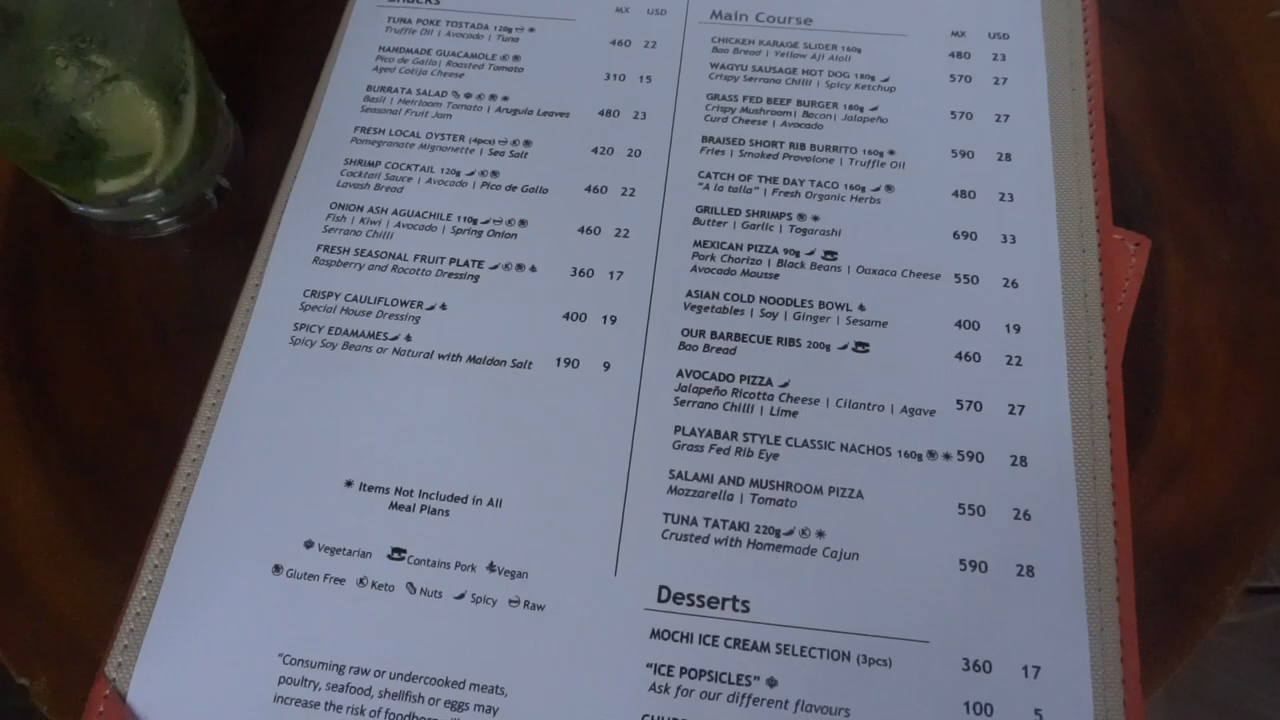 Snacks
MX USD
TUNA POKE TOSTADA 120g
Truffle Oil | Avocado | Tuna
460 22
HANDMADE GUACAMOLE
Pico de Gallo| Roasted Tomato
Aged Cotija Cheese
310 15
BURRATA SALAD
Basil | Heirloom Tomato | Arugula Leaves
Seasonal Fruit Jam
480 23
FRESH LOCAL OYSTER (4pcs)
Pomegranate Mignonette | Sea Salt
420 20
SHRIMP COCKTAIL 120g
Cocktail Sauce | Avocado | Pico de Gallo
Lavash Bread
460 22
ONION ASH AGUACHILE 110g
Fish | Kiwi | Avocado | Spring Onion
Serrano Chilli
460 22
FRESH SEASONAL FRUIT PLATE
Raspberry and Rocotto Dressing
360 17
CRISPY CAULIFLOWER
Special House Dressing
400 19
SPICY EDAMAMES
Spicy Soy Beans or Natural with Maldon Salt
190 9
Items Not Included in All
Meal Plans
Vegetarian Contains Pork Vegan
Gluten Free Keto Nuts Spicy Raw
"Consuming raw or undercooked meats,
poultry, seafood, shellfish or eggs may
increase the risk of
Main Course
MX USD
CHICKEN KARAGE SLIDER 160g
Bao Bread | Yellow Aji Aioli
480 23
WAGYU SAUSAGE HOT DOG 180g
Crispy Serrano Chilli | Spicy Ketchup
570 27
GRASS FED BEEF BURGER 180g
Crispy Mushroom| Bacon| Jalapeño
Curd Cheese | Avocado
570 27
BRAISED SHORT RIB BURRITO 160g
Fries | Smoked Provolone | Truffle Oil
590 28
CATCH OF THE DAY TACO 160g
"A la talla" | Fresh Organic Herbs
480 23
GRILLED SHRIMPS
Butter | Garlic | Togarashi
690 33
MEXICAN PIZZA 90g
Pork Chorizo | Black Beans | Oaxaca Cheese
Avocado Mousse
550 26
ASIAN COLD NOODLES BOWL
Vegetables | Soy | Ginger | Sesame
400 19
OUR BARBECUE RIBS 200g
Bao Bread
460 22
AVOCADO PIZZA
Jalapeño Ricotta Cheese | Cilantro | Agave
Serrano Chilli | Lime
570 27
PLAYABAR STYLE CLASSIC NACHOS 160g
Grass Fed Rib Eye
590 28
SALAMI AND MUSHROOM PIZZA
Mozzarella | Tomato
550 26
TUNA TATAKI 220g
Crusted with Homemade Cajun
590 28
Desserts
MOCHI ICE CREAM SELECTION (3pcs)
360 17
"ICE POPSICLES"
Ask for our different flavours
100 5